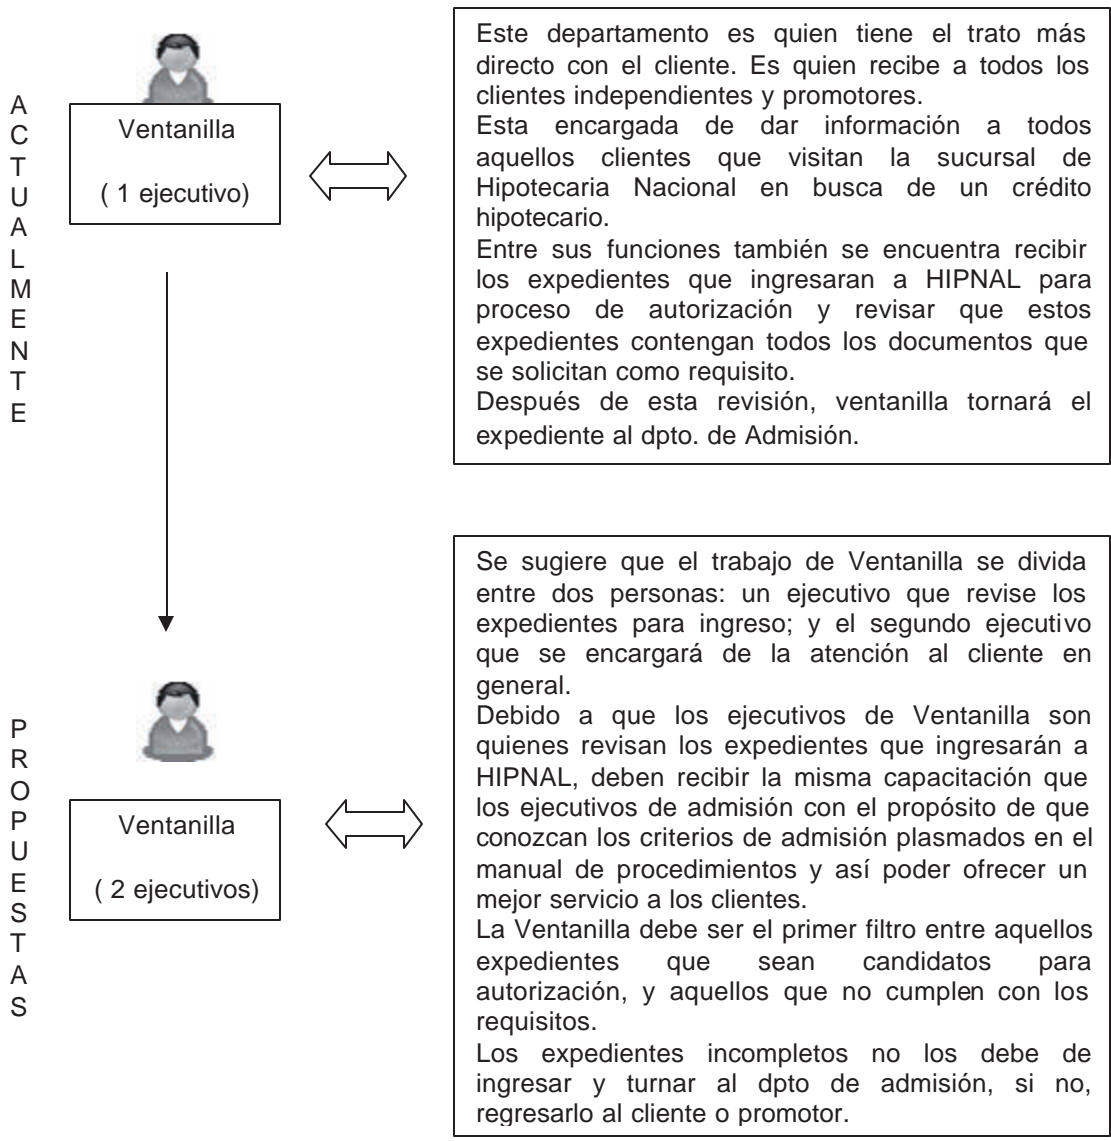 ACTUALMENTE
Ventanilla
( 1 ejecutivo)
Este departamento es quien tiene el trato más
directo con el cliente. Es quien recibe a todos los
clientes independientes y promotores.
Esta encargada de dar información a todos
aquellos clientes que visitan la sucursal de
Hipotecaria Nacional en busca de un crédito
hipotecario.
Entre sus funciones también se encuentra recibir
los expedientes que ingresaran a HIPNAL para
proceso de autorización y revisar que estos
expedientes contengan todos los documentos que
se solicitan como requisito.
Después de esta revisión, ventanilla tornará el
expediente al dpto. de Admisión.
PROPUESTAS
Ventanilla
( 2 ejecutivos)
Se sugiere que el trabajo de Ventanilla se divida
entre dos personas: un ejecutivo que revise los
expedientes para ingreso; y el segundo ejecutivo
que se encargará de la atención al cliente en
general.
Debido a que los ejecutivos de Ventanilla son
quienes revisan los expedientes que ingresarán a
HIPNAL, deben recibir la misma capacitación que
los ejecutivos de admisión con el propósito de que
conozcan los criterios de admisión plasmados en el
manual de procedimientos y así poder ofrecer un
mejor servicio a los clientes.
La Ventanilla debe ser el primer filtro entre aquellos
expedientes que sean candidatos para
autorización, y aquellos que no cumplen con los
requisitos.
Los expedientes incompletos no los debe de
ingresar y turnar al dpto de admisión, si no,
regresarlo al cliente o promotor.